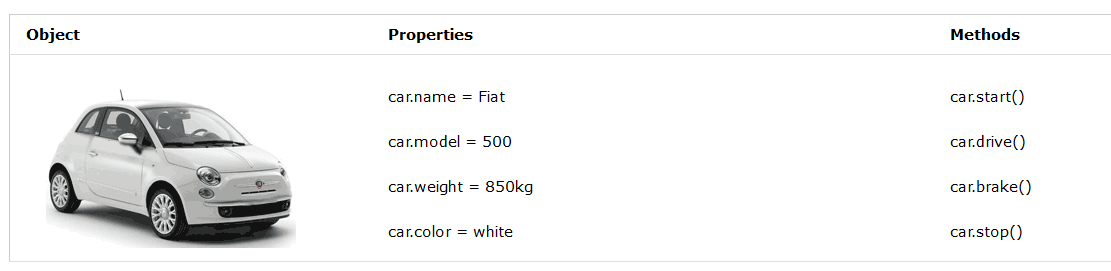 Object Properties Methods
car.name = Fiat car.start()
car.model = 500 car.drive()
car.weight = 850kg car.brake()
car.color = white car.stop()